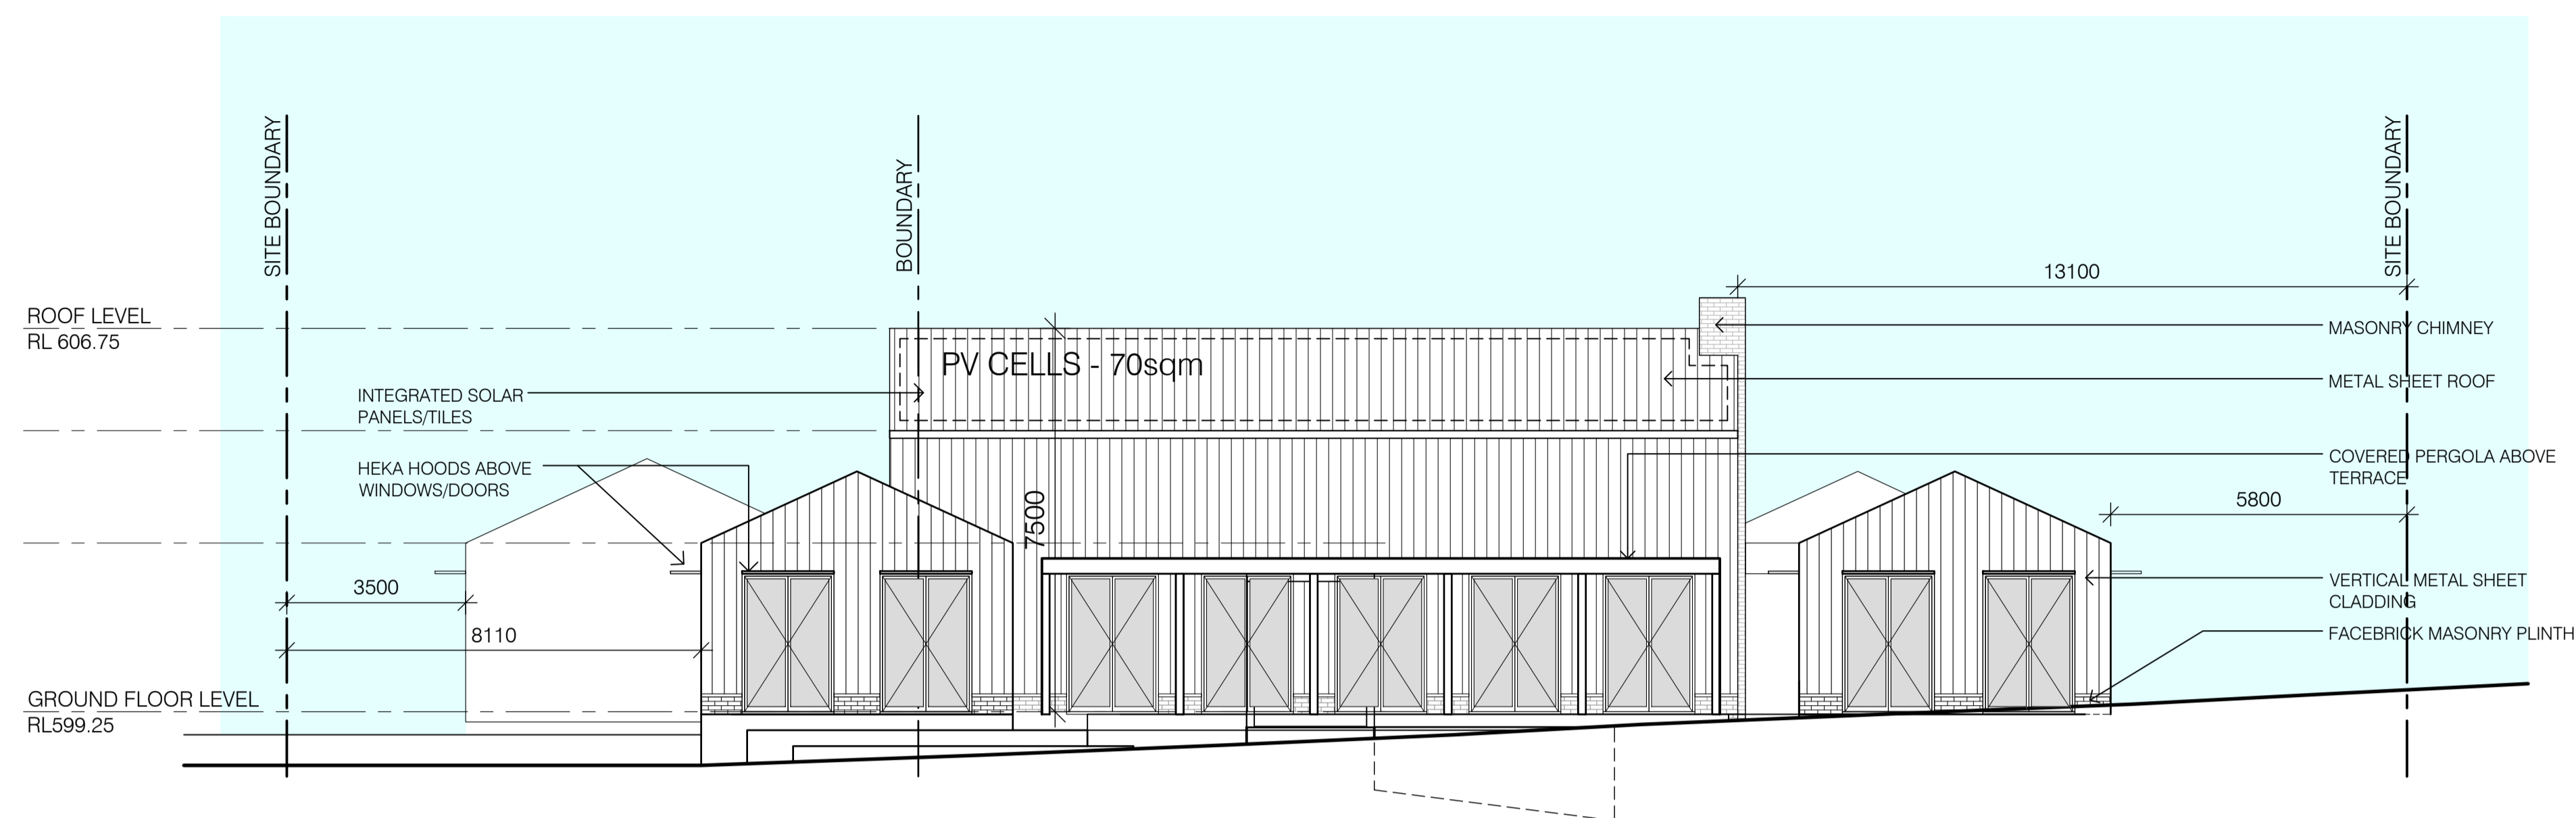 SITE BOUNDARY
BOUNDARY
SITE BOUNDARY
13100
ROOF LEVEL
RL 606.75
MASONRY CHIMNEY
PV CELLS - 70sqm
METAL SHEET ROOF
INTEGRATED SOLAR
PANELS/TILES
COVERED PERGOLA ABOVE
TERRACE
HEKA HOODS ABOVE
WINDOWS/DOORS
5800
7500
3500
VERTICAL METAL SHEET
CLADDING
8110
FACEBRICK MASONRY PLINTH
GROUND FLOOR LEVEL
RL599.25